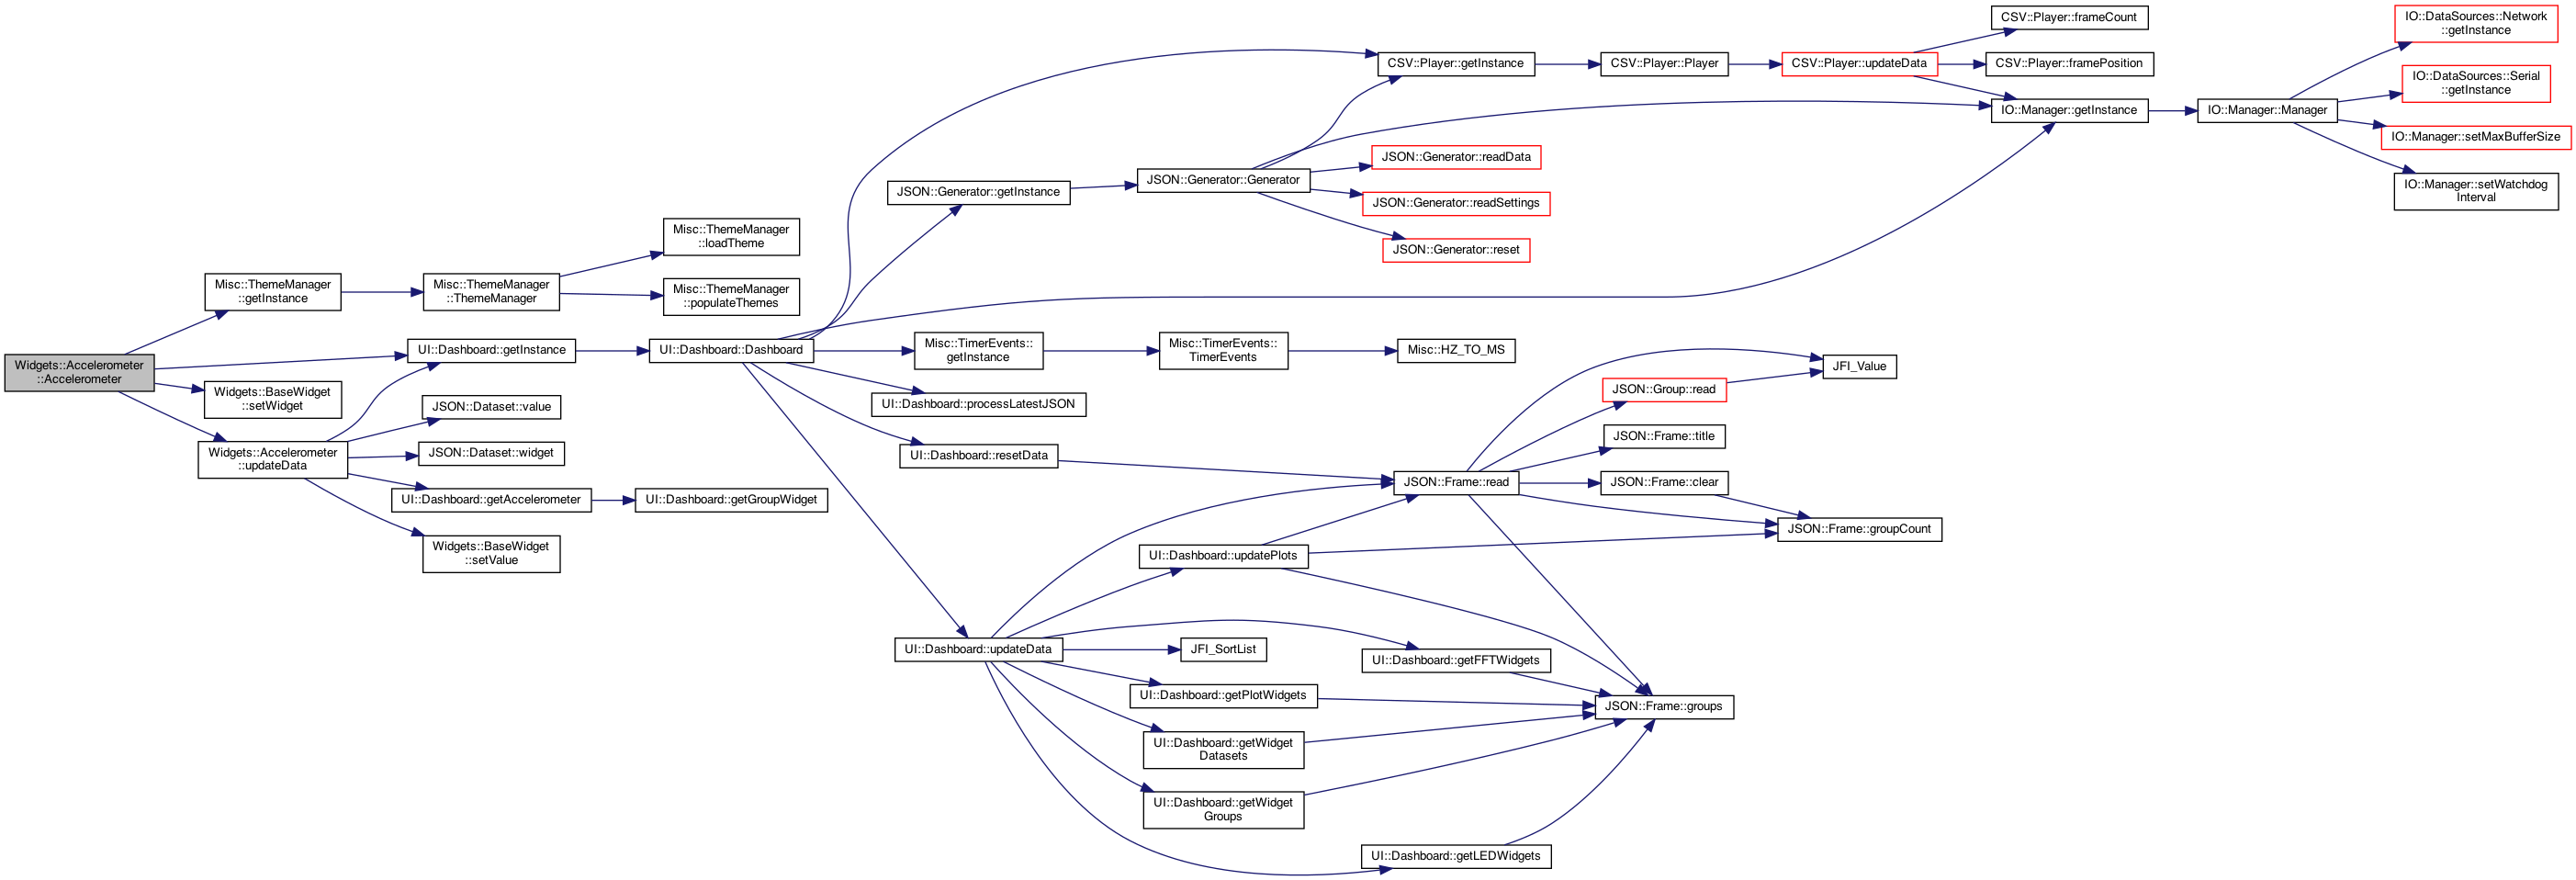 Widgets::Accelerometer
::Accelerometer
Misc::ThemeManager
::getInstance
Misc::ThemeManager
::ThemeManager
Misc::ThemeManager
::loadTheme
Misc::ThemeManager
::populateThemes
UI::Dashboard::getInstance
Widgets::BaseWidget
::setWidget
Widgets::Accelerometer
::updateData
JSON::Dataset::value
JSON::Dataset::widget
UI::Dashboard::getAccelerometer
UI::Dashboard::getGroupWidget
Widgets::BaseWidget
::setValue
UI::Dashboard::Dashboard
CSV::Player::getInstance
CSV::Player::Player
CSV::Player::updateData
CSV::Player::frameCount
CSV::Player::framePosition
IO::Manager::getInstance
IO::Manager::Manager
IO::DataSources::Network
::getInstance
IO::DataSources::Serial
::getInstance
IO::Manager::setMaxBufferSize
IO::Manager::setWatchdog
Interval
JSON::Generator::getInstance
JSON::Generator::Generator
JSON::Generator::readData
JSON::Generator::readSettings
JSON::Generator::reset
Misc::TimerEvents::
getInstance
Misc::TimerEvents::
TimerEvents
Misc::HZ_TO_MS
UI::Dashboard::processLatestJSON
UI::Dashboard::resetData
JSON::Frame::read
JFI_Value
JSON::Group::read
JSON::Frame::title
JSON::Frame::clear
JSON::Frame::groupCount
UI::Dashboard::updatePlots
UI::Dashboard::updateData
JFI_SortList
UI::Dashboard::getFFTWidgets
UI::Dashboard::getPlotWidgets
JSON::Frame::groups
UI::Dashboard::getWidget
Datasets
UI::Dashboard::getWidget
Groups
UI::Dashboard::getLEDWidgets